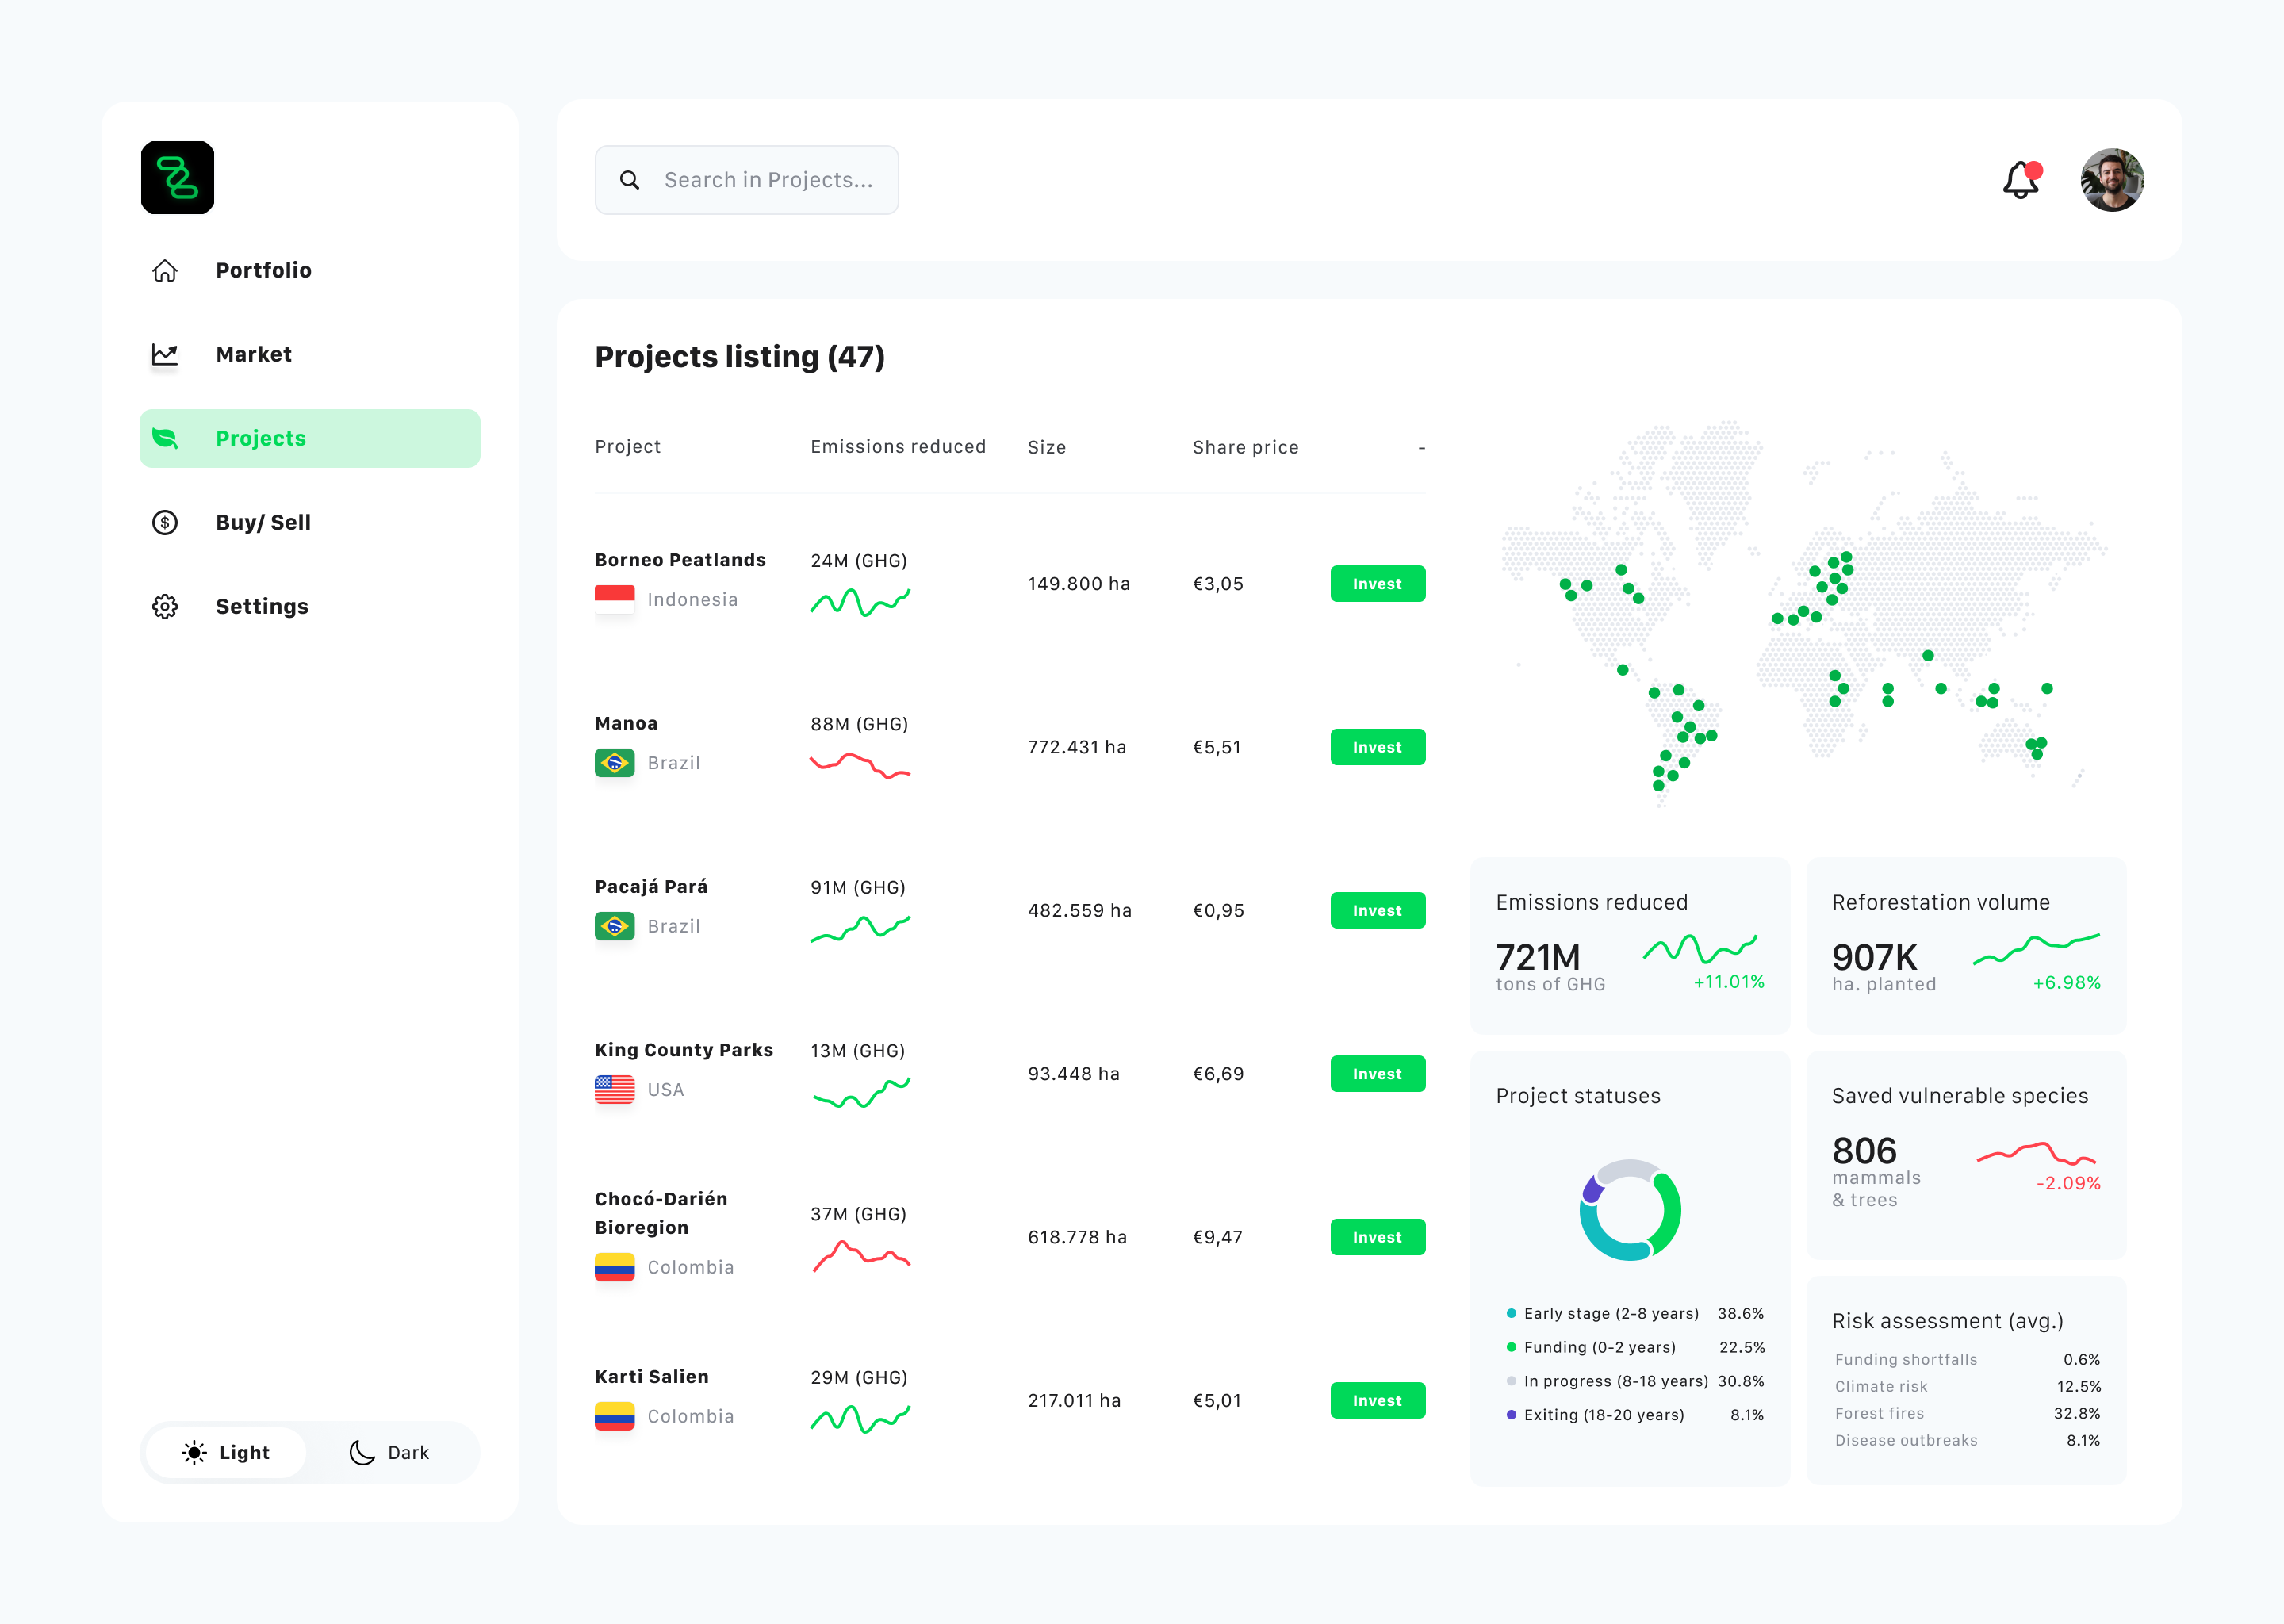 Portfolio
Market
Projects
Buy/ Sell
$
Settings
Light
Dark
Search in Projects...
Projects listing (47)
Project
Emissions reduced
Size
Share price
-
Borneo Peatlands
Indonesia
24M (GHG)
149.800 ha
€3,05
Invest
Manoa
Brazil
88M (GHG)
772.431 ha
€5,51
Invest
Pacajá Pará
Brazil
91M (GHG)
482.559 ha
€0,95
Invest
King County Parks
USA
13M (GHG)
93.448 ha
€6,69
Invest
Chocó-Darién
Bioregion
Colombia
37M (GHG)
618.778 ha
€9,47
Invest
Karti Salien
Colombia
29M (GHG)
217.011 ha
€5,01
Invest
Emissions reduced
721M
tons of GHG
+11.01%
Reforestation volume
907K
ha. planted
+6.98%
Project statuses
Early stage (2-8 years) 38.6%
Funding (0-2 years) 22.5%
In progress (8-18 years) 30.8%
Exiting (18-20 years) 8.1%
Saved vulnerable species
806
mammals
& trees
-2.09%
Risk assessment (avg.)
Funding shortfalls 0.6%
Climate risk 12.5%
Forest fires 32.8%
Disease outbreaks 8.1%